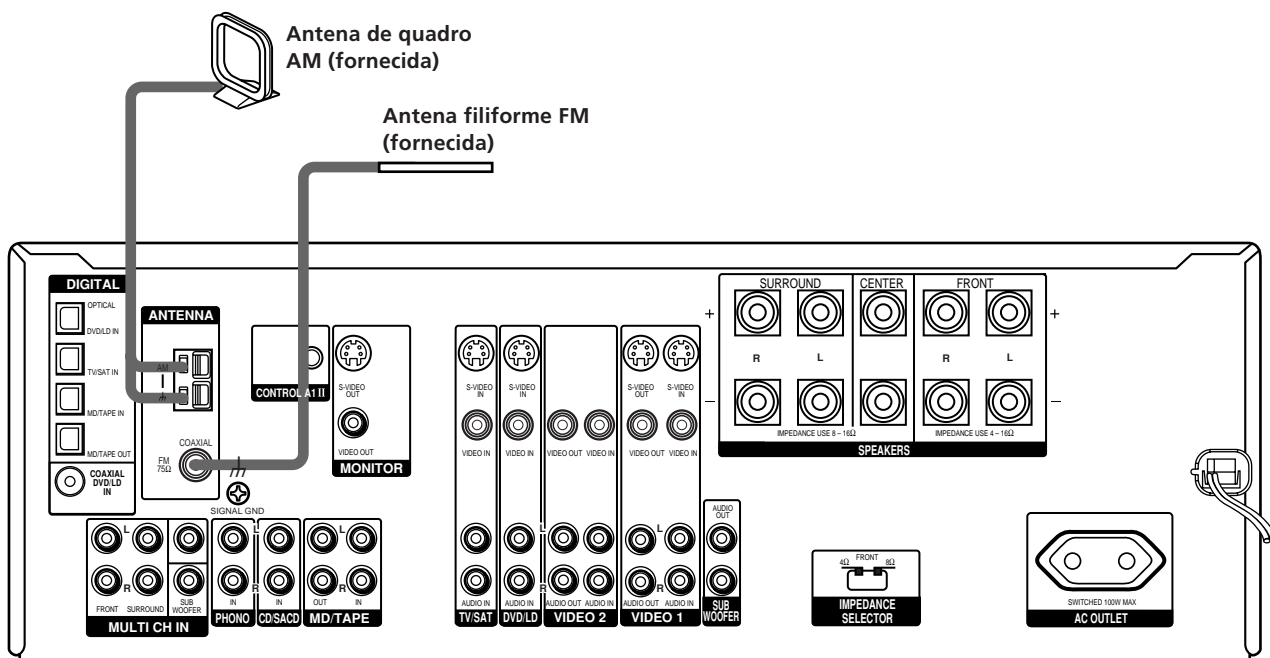 Antena de quadro
AM (fornecida)
Antena filiforme FM
(fornecida)
DIGITAL
OPTICAL
DVD/LD IN
TV/SAT IN
MD/TAPE IN
MD/TAPE OUT
COAXIAL
DVD/LD
IN
ANTENNA
AM
COAXIAL
FM
75Ω
SIGNAL GND
CONTROL A1 II
S-VIDEO
OUT
VIDEO OUT
MONITOR
S-VIDEO
IN
VIDEO IN
AUDIO IN
TV/SAT
S-VIDEO
IN
VIDEO IN
AUDIO IN
DVD/LD
VIDEO OUT VIDEO IN
L
R
AUDIO OUT AUDIO IN
VIDEO 2
S-VIDEO
OUT
S-VIDEO
IN
VIDEO OUT VIDEO IN
L
R
AUDIO OUT AUDIO IN
VIDEO 1
AUDIO
OUT
SUB
WOOFER
SURROUND CENTER FRONT
+ +
R L R L
– –
IMPEDANCE USE 8 – 16Ω IMPEDANCE USE 4 – 16Ω
SPEAKERS
L
R
FRONT SURROUND
SUB
WOOFER
MULTI CH IN
L
R
IN
PHONO
IN
CD/SACD
L
R
OUT IN
MD/TAPE
FRONT
4Ω 8Ω
IMPEDANCE
SELECTOR
SWITCHED 100W MAX
AC OUTLET